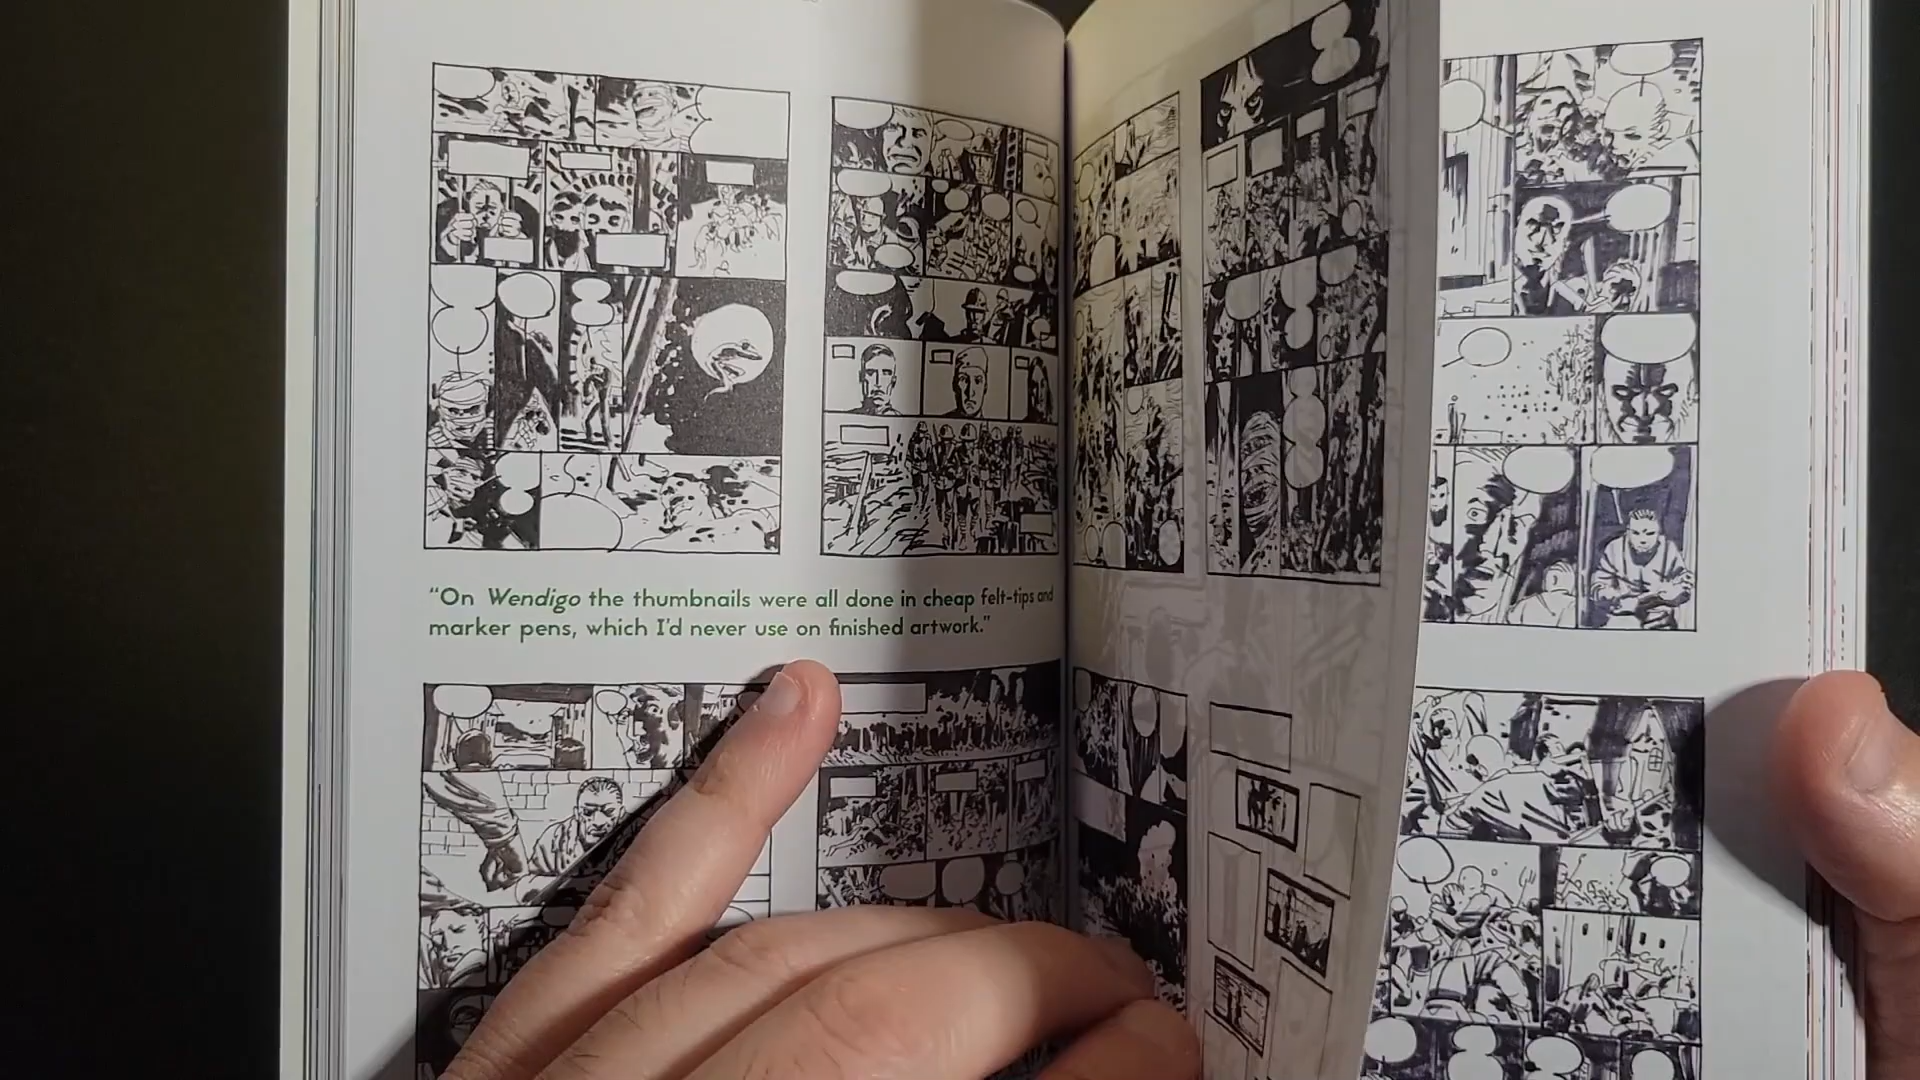 “On Wendigo the thumbnails were all done in cheap felt-tips and
marker pens, which I'd never use on finished artwork.”